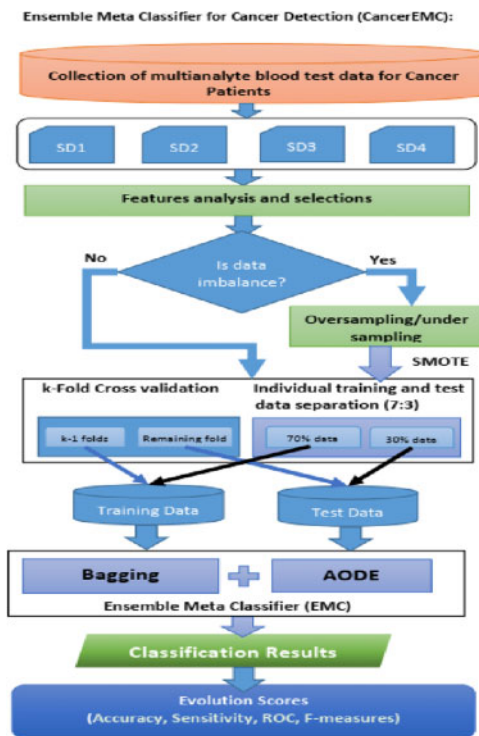 Ensemble Meta Classifier for Cancer Detection (CancerEMC):
Collection of multianalyte blood test data for Cancer
Patients
SD1
SD2
SD3
SD4
Features analysis and selections
No
Is data
imbalance?
Yes
Oversampling/under
sampling
SMOTE
k-Fold Cross validation
Individual training and test
data separation (7:3)
k-1 folds
Remaining fold
70% data
30% data
Training Data
Test Data
Bagging
AODE
Ensemble Meta Classifier (EMC)
Classification Results
Evolution Scores
(Accuracy, Sensitivity, ROC, F-measures)